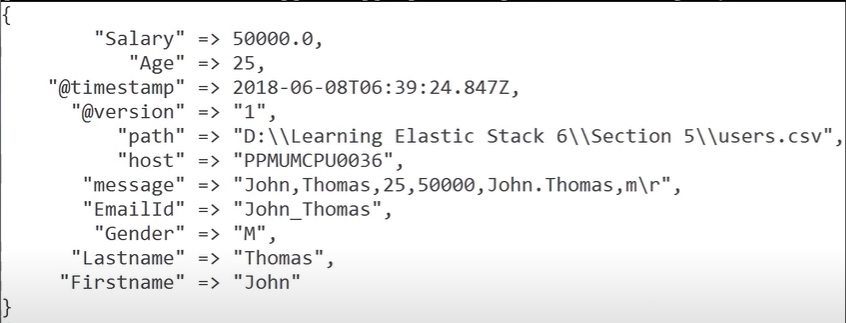 {
"Salary" => 50000.0,
"Age" => 25,
"@timestamp" => 2018-06-08T06:39:24.847Z,
"@version" => "1",
"path" => "D:\\Learning Elastic Stack 6\\Section 5\\users.csv",
"host" => "PPMUMCPU0036",
"message" => "John,Thomas,25,50000,John.Thomas,m\r",
"EmailId" => "John_Thomas",
"Gender" => "M",
"Lastname" => "Thomas",
"Firstname" => "John"
}